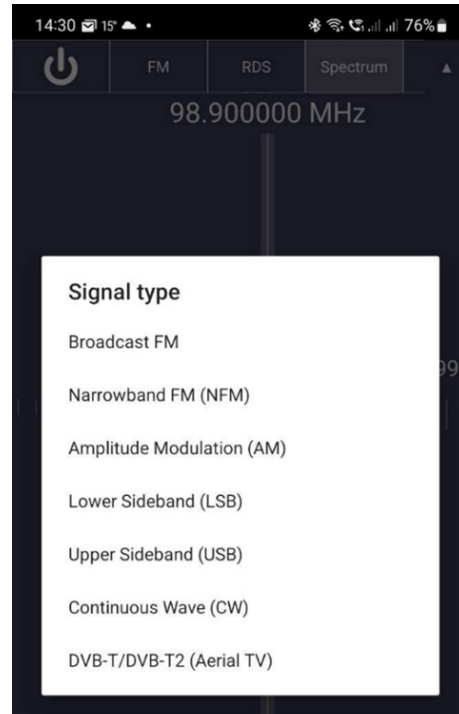 14:30 15° 76%
FM RDS Spectrum
98.900000 MHz
Signal type
Broadcast FM
99
Narrowband FM (NFM)
Amplitude Modulation (AM)
Lower Sideband (LSB)
Upper Sideband (USB)
Continuous Wave (CW)
DVB-T/DVB-T2 (Aerial TV)